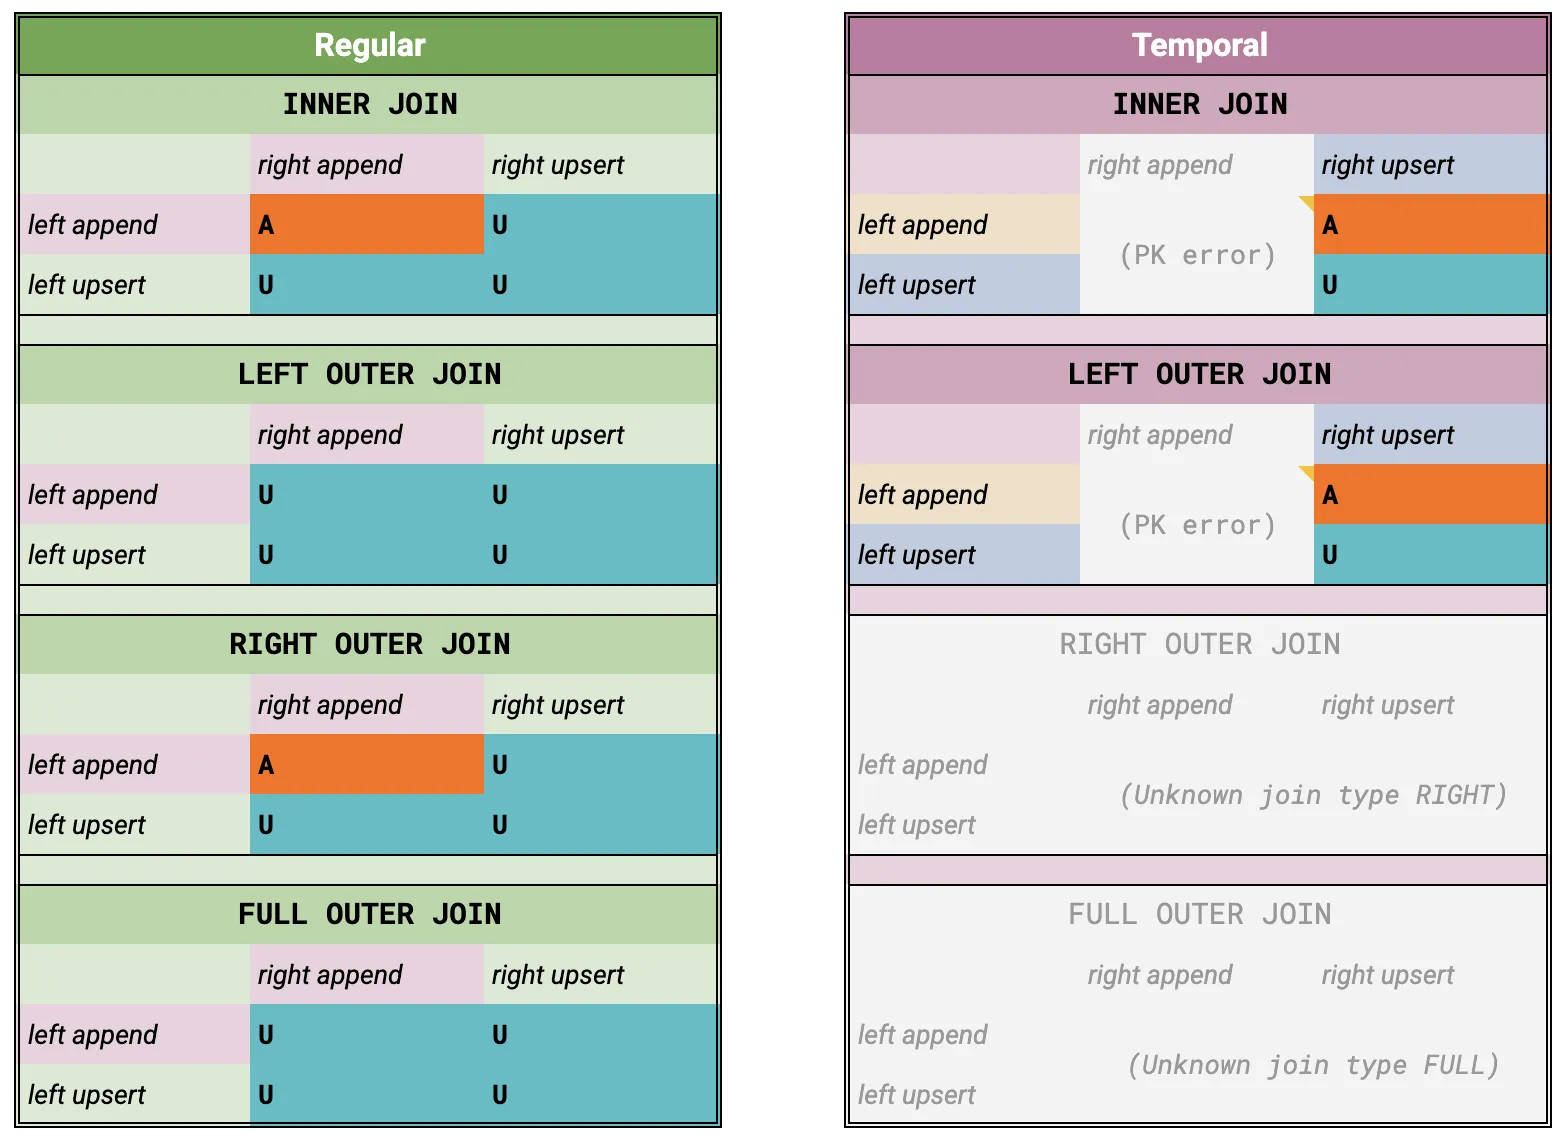 Regular
INNER JOIN
right append right upsert
left append A U
left upsert U U
LEFT OUTER JOIN
right append right upsert
left append U U
left upsert U U
RIGHT OUTER JOIN
right append right upsert
left append A U
left upsert U U
FULL OUTER JOIN
right append right upsert
left append U U
left upsert U U
Temporal
INNER JOIN
right append right upsert
left append A
(PK error)
left upsert U
LEFT OUTER JOIN
right append right upsert
left append A
(PK error)
left upsert U
RIGHT OUTER JOIN
right append right upsert
left append
(Unknown join type RIGHT)
left upsert
FULL OUTER JOIN
right append right upsert
left append
(Unknown join type FULL)
left upsert